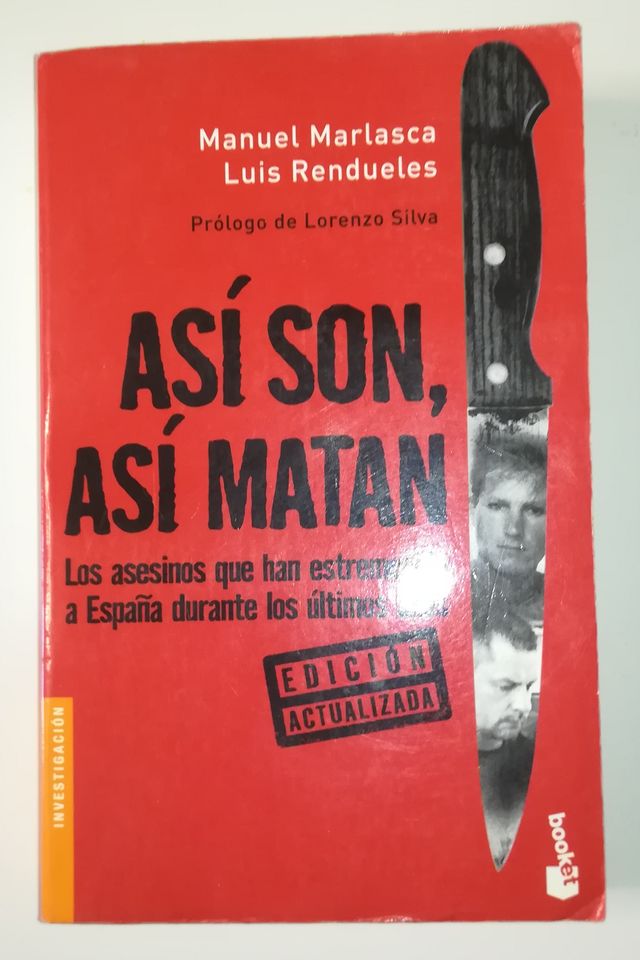 Manuel Marlasca
Luis Rendueles
Prólogo de Lorenzo Silva
ASÍ SON,
ASÍ MATAN
Los asesinos que han
a España durante los últimos
EDICIÓN
ACTUALIZADA
INVESTIGACIÓN
booket